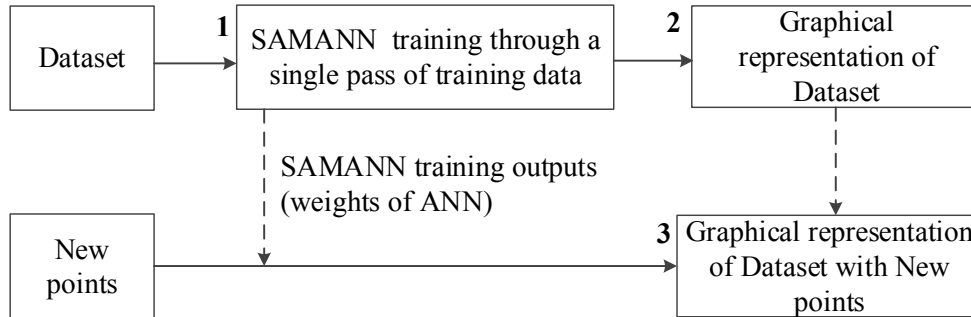 Dataset
1
SAMANN training through a
single pass of training data
2
Graphical
representation of
Dataset
SAMANN training outputs
(weights of ANN)
New
points
3
Graphical representation
of Dataset with New
points